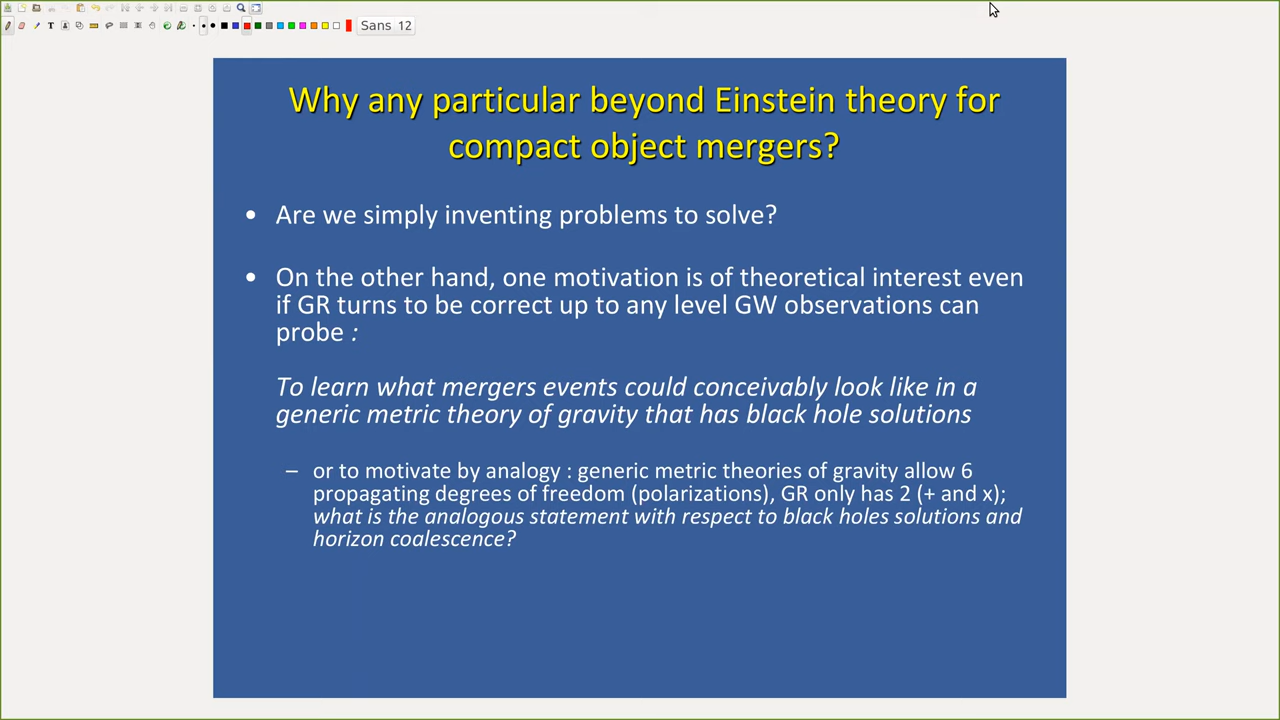 Sans 12
Why any particular beyond Einstein theory for
compact object mergers?
• Are we simply inventing problems to solve?
• On the other hand, one motivation is of theoretical interest even
if GR turns to be correct up to any level GW observations can
probe :
To learn what mergers events could conceivably look like in a
generic metric theory of gravity that has black hole solutions
– or to motivate by analogy : generic metric theories of gravity allow 6
propagating degrees of freedom (polarizations), GR only has 2 (+ and x);
what is the analogous statement with respect to black holes solutions and
horizon coalescence?